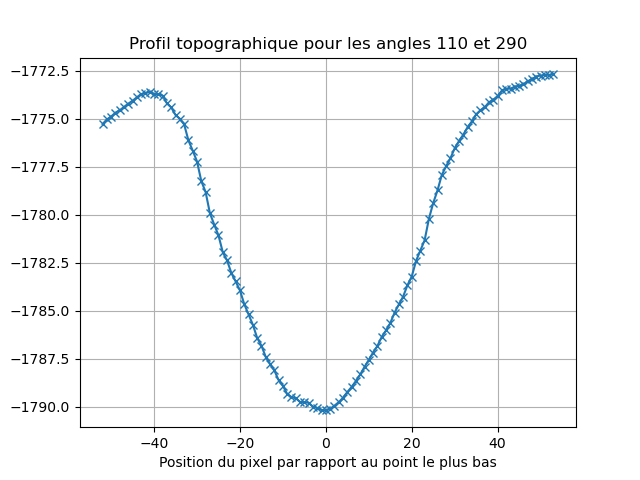 Profil topographique pour les angles 110 et 290
−1772.5
−1775.0
−1777.5
−1780.0
−1782.5
−1785.0
−1787.5
−1790.0
−40 −20 0 20 40
Position du pixel par rapport au point le plus bas